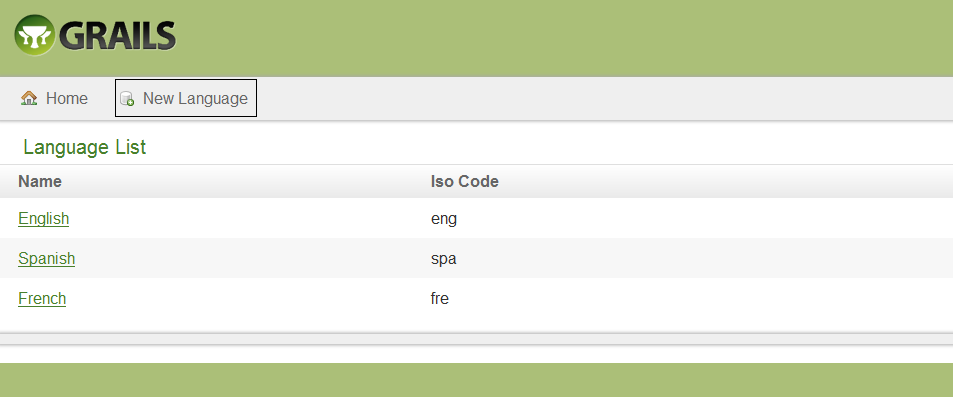 GRAILS
Home New Language
Language List
Name Iso Code
English eng
Spanish spa
French fre